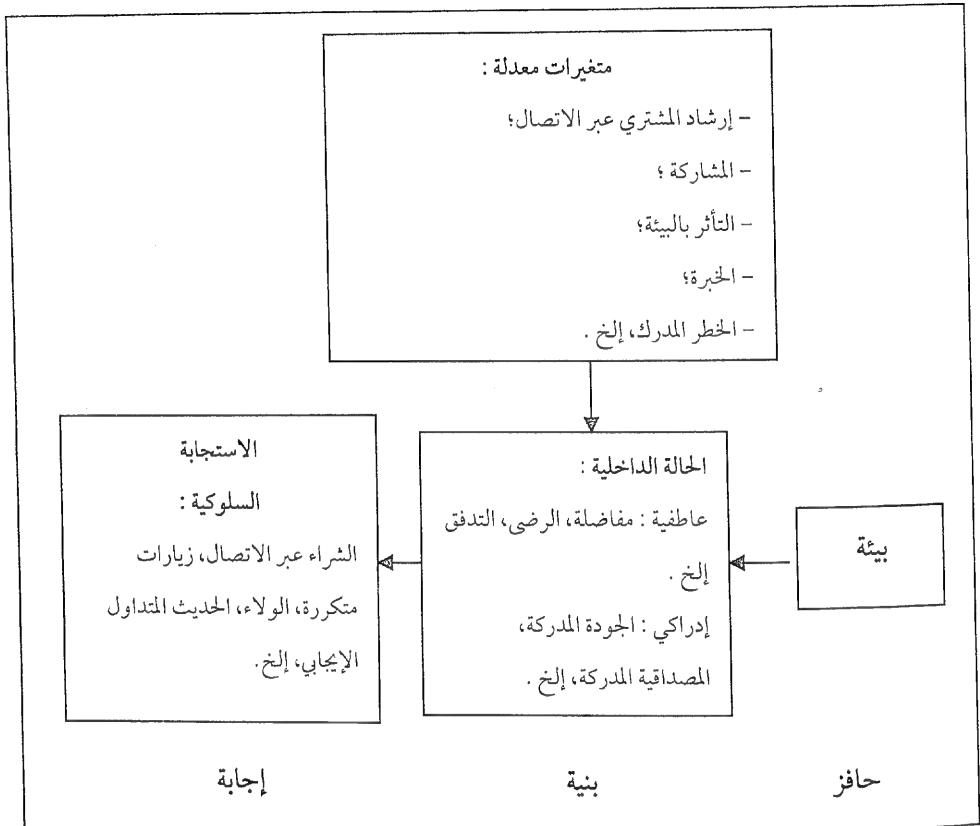 متغيرات معدلة :
– إرشاد المشتري عبر الاتصال؛
– المشاركة ؛
– التأثر بالبيئة؛
– الخبرة؛
– الخطر المدرك، إلخ .
بيئة
الحالة الداخلية :
عاطفية : مفاضلة، الرضى، التدفق
إلخ .
إدراكي : الجودة المدركة،
المصداقية المدركة، إلخ .
الاستجابة
السلوكية :
الشراء عبر الاتصال، زيارات
متكررة، الولاء، الحديث المتداول
الإيجابي، إلخ.
حافز
بنية
إجابة